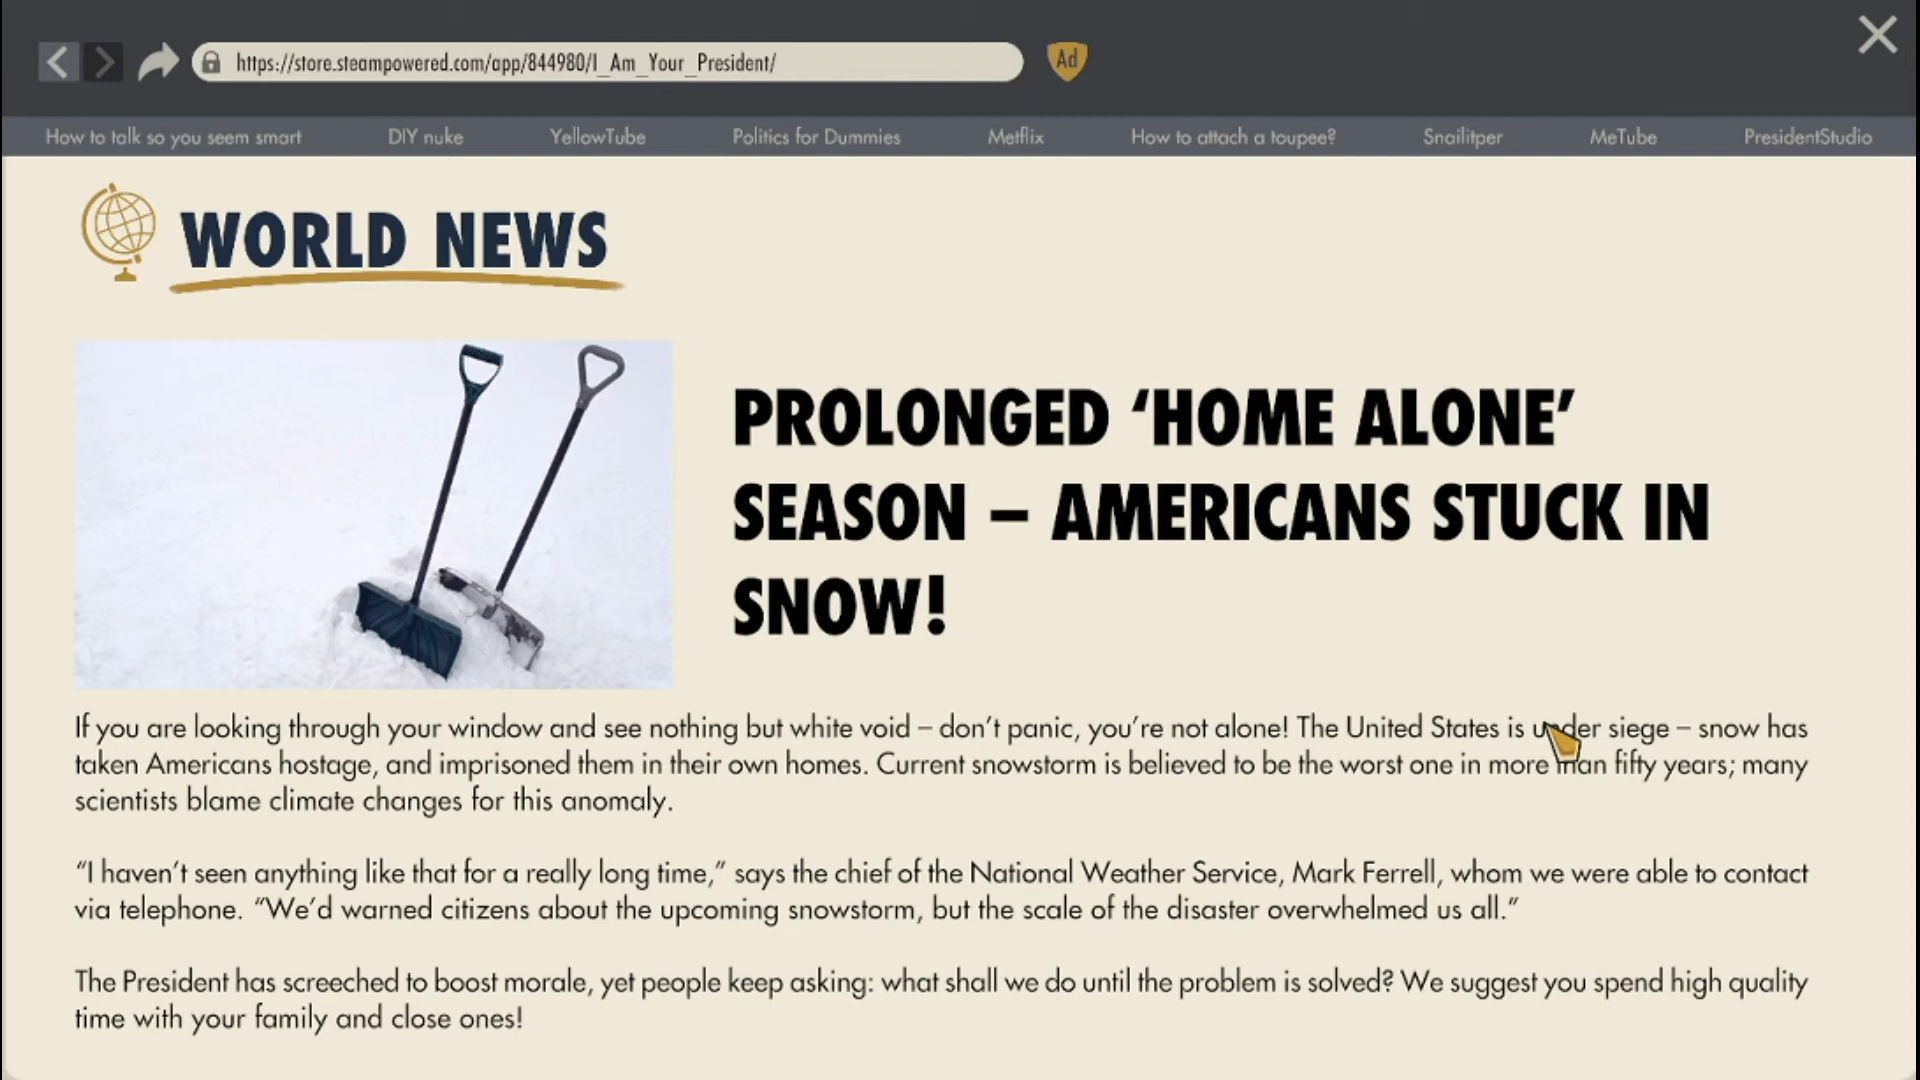 https://store.steampowered.com/app/844980/I_Am_Your_President/
Ad
How to talk so you seem smart DIY nuke YellowTube Politics for Dummies Metflix How to attach a toupee? Snailitper MeTube PresidentStudio
WORLD NEWS
PROLONGED ‘HOME ALONE’
SEASON – AMERICANS STUCK IN
SNOW!
If you are looking through your window and see nothing but white void – don’t panic, you’re not alone! The United States is under siege – snow has
taken Americans hostage, and imprisoned them in their own homes. Current snowstorm is believed to be the worst one in more than fifty years; many
scientists blame climate changes for this anomaly.
“I haven’t seen anything like that for a really long time,” says the chief of the National Weather Service, Mark Ferrell, whom we were able to contact
via telephone. “We’d warned citizens about the upcoming snowstorm, but the scale of the disaster overwhelmed us all.”
The President has screeched to boost morale, yet people keep asking: what shall we do until the problem is solved? We suggest you spend high quality
time with your family and close ones!